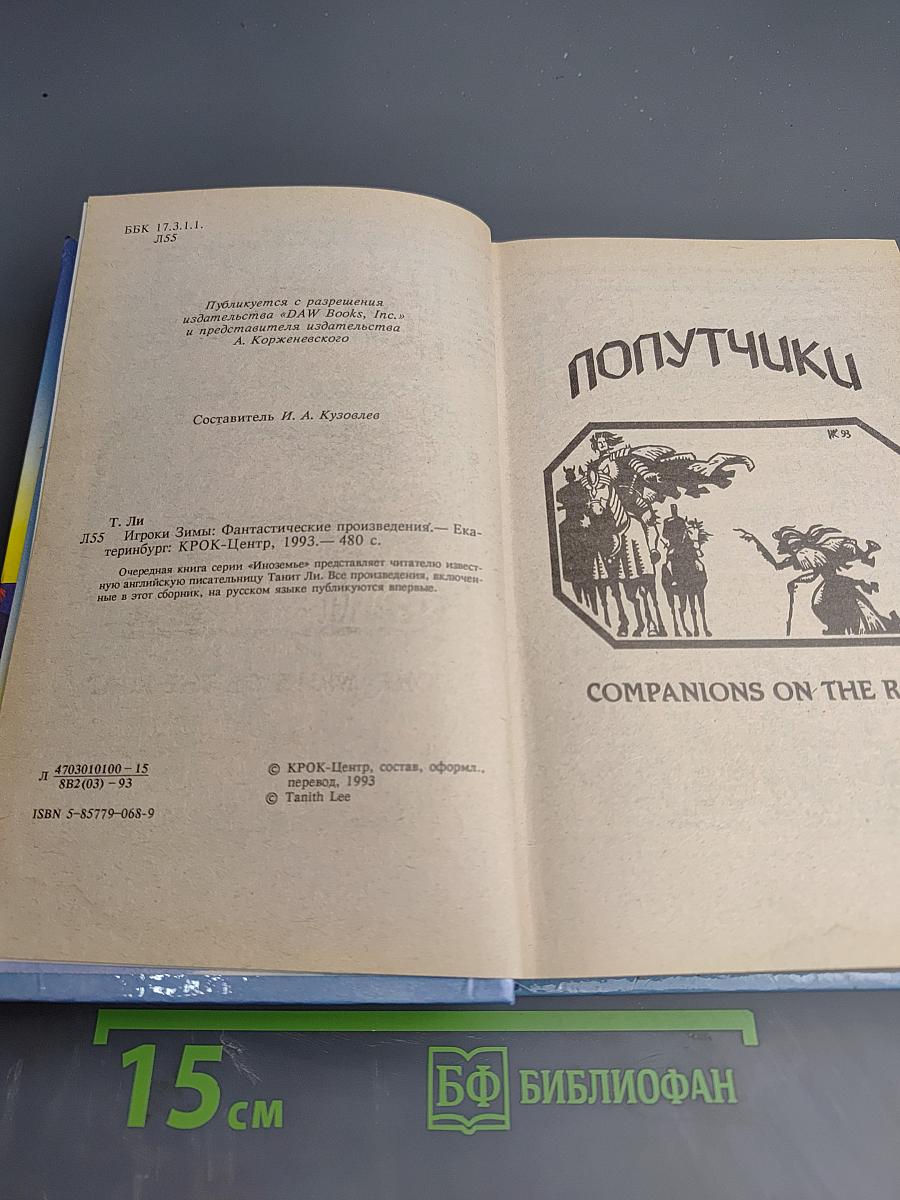 ББК 17.3.1.1.
Л55
Публикуется с разрешения
издательства «DAW Books, Inc.»
и представителя издательства
А. Корженевского
Составитель И. А. Кузовлев
Т. Ли
Л55 Игроки Зимы: Фантастические произведения.— Ека-
теринбург: КРОК-Центр, 1993.— 480 с.
Очередная книга серии «Иноземье» представляет читателю извест-
ную английскую писательницу Танит Ли. Все произведения, включен-
ные в этот сборник, на русском языке публикуются впервые.
Л 4703010100 – 15
8В2(03) – 93
ISBN 5–85779–068-9
© КРОК-Центр, состав, оформл.,
перевод, 1993
© Tanith Lee
ПОПУТЧИКИ
ИК 93
COMPANIONS ON THE R
15 см
БФ БИБЛИОФАН